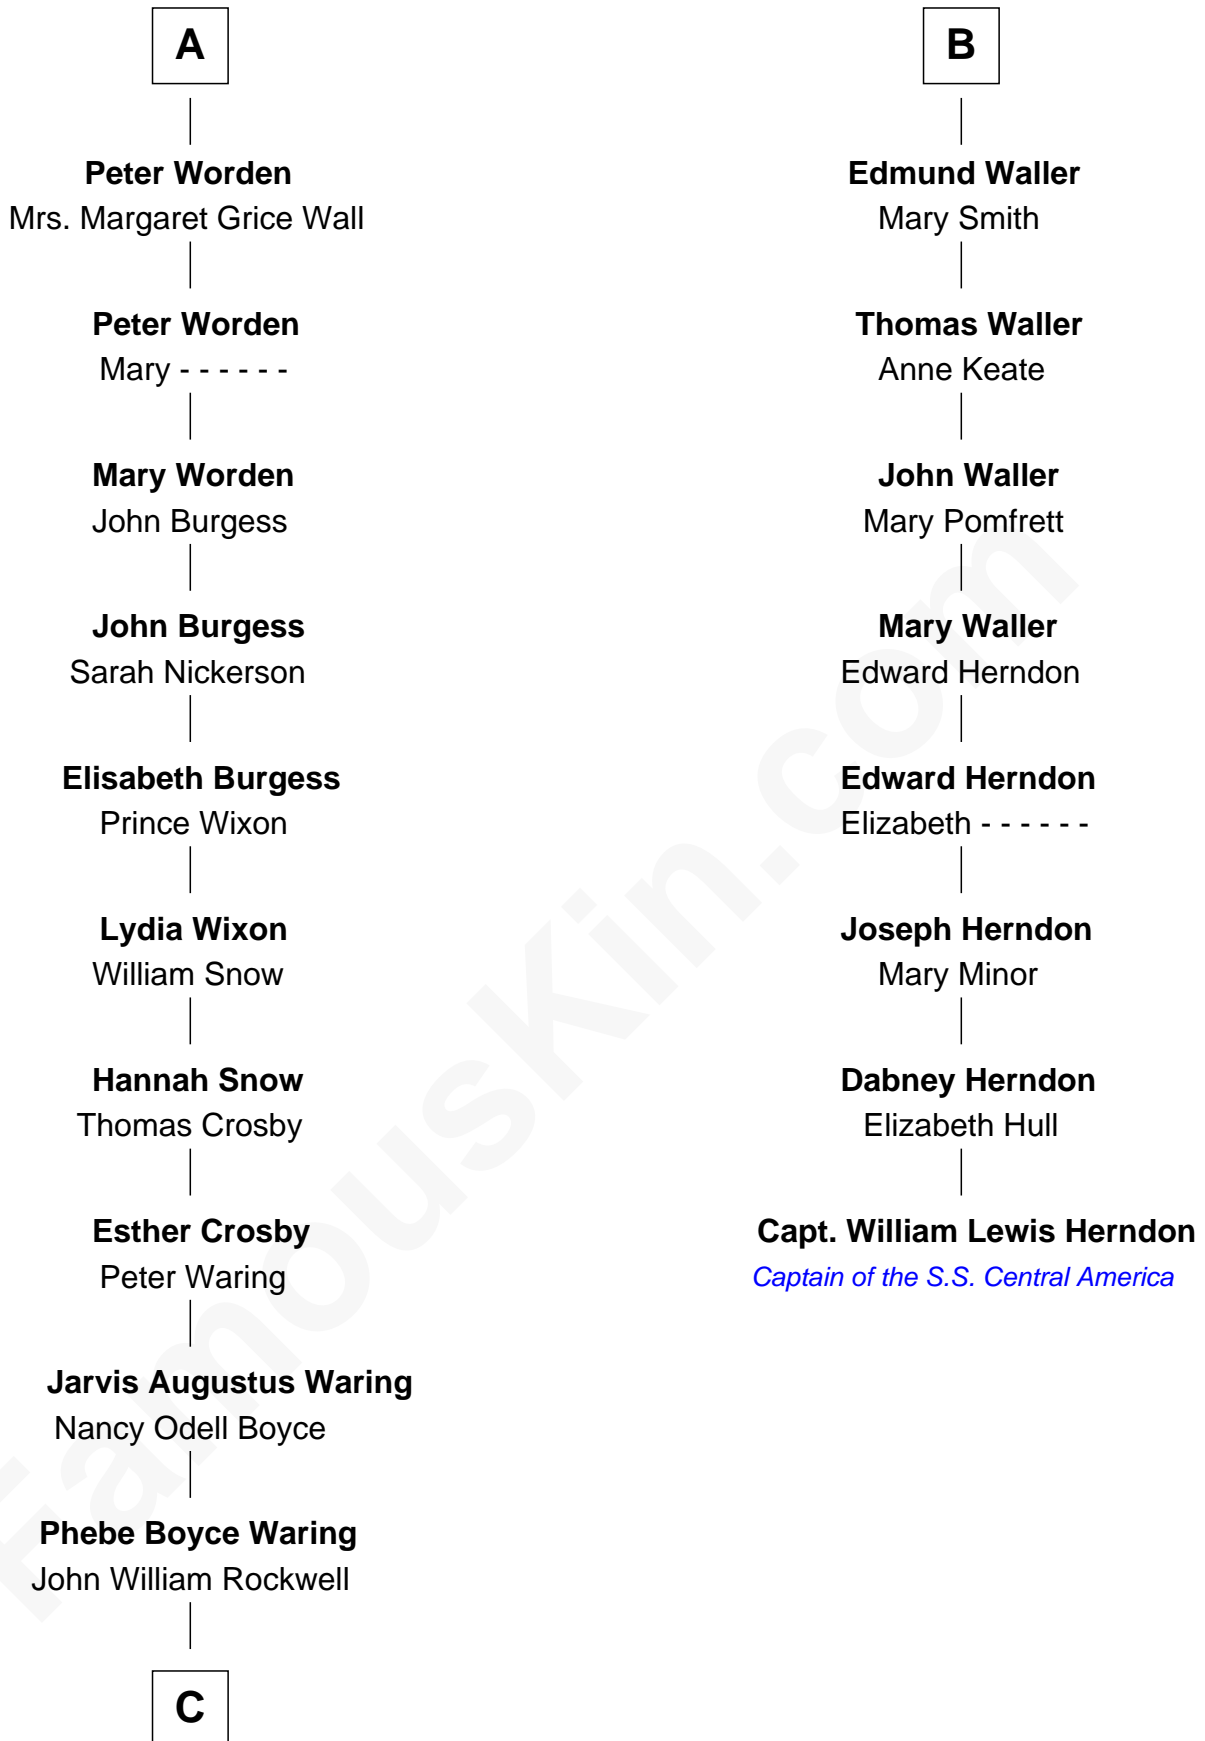 A
Peter Worden
Mrs. Margaret Grice Wall
Peter Worden
Mary - - - - - -
Mary Worden
John Burgess
John Burgess
Sarah Nickerson
Elisabeth Burgess
Prince Wixon
Lydia Wixon
William Snow
Hannah Snow
Thomas Crosby
Esther Crosby
Peter Waring
Jarvis Augustus Waring
Nancy Odell Boyce
Phebe Boyce Waring
John William Rockwell
C
B
Edmund Waller
Mary Smith
Thomas Waller
Anne Keate
John Waller
Mary Pomfrett
Mary Waller
Edward Herndon
Edward Herndon
Elizabeth - - - - - -
Joseph Herndon
Mary Minor
Dabney Herndon
Elizabeth Hull
Capt. William Lewis Herndon
Captain of the S.S. Central America
FamousKin.com